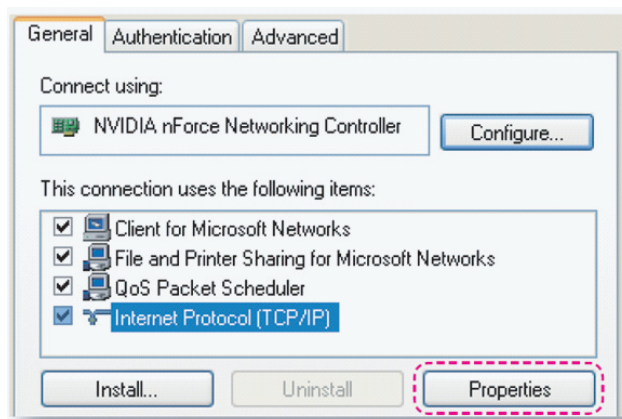 General Authentication Advanced
Connect using:
NVIDIA nForce Networking Controller Configure...
This connection uses the following items:
Client for Microsoft Networks
File and Printer Sharing for Microsoft Networks
QoS Packet Scheduler
Internet Protocol (TCP/IP)
Install... Uninstall Properties